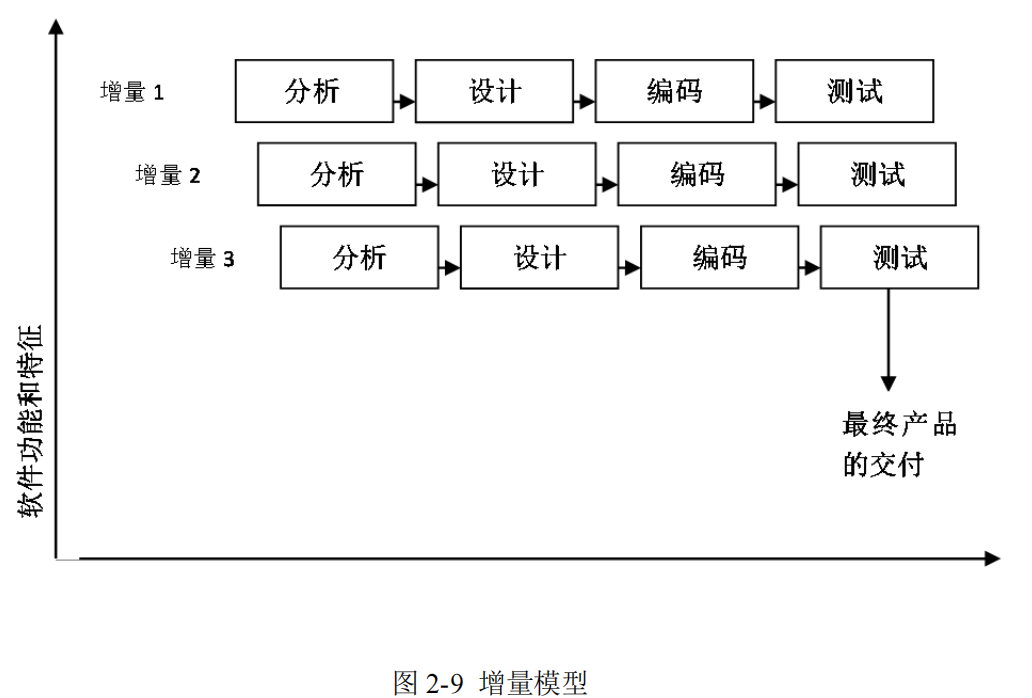 增量 1
分析
设计
编码
测试
增量 2
分析
设计
编码
测试
增量 3
分析
设计
编码
测试
软件功能和特征
最终产品
的交付
图 2-9 增量模型